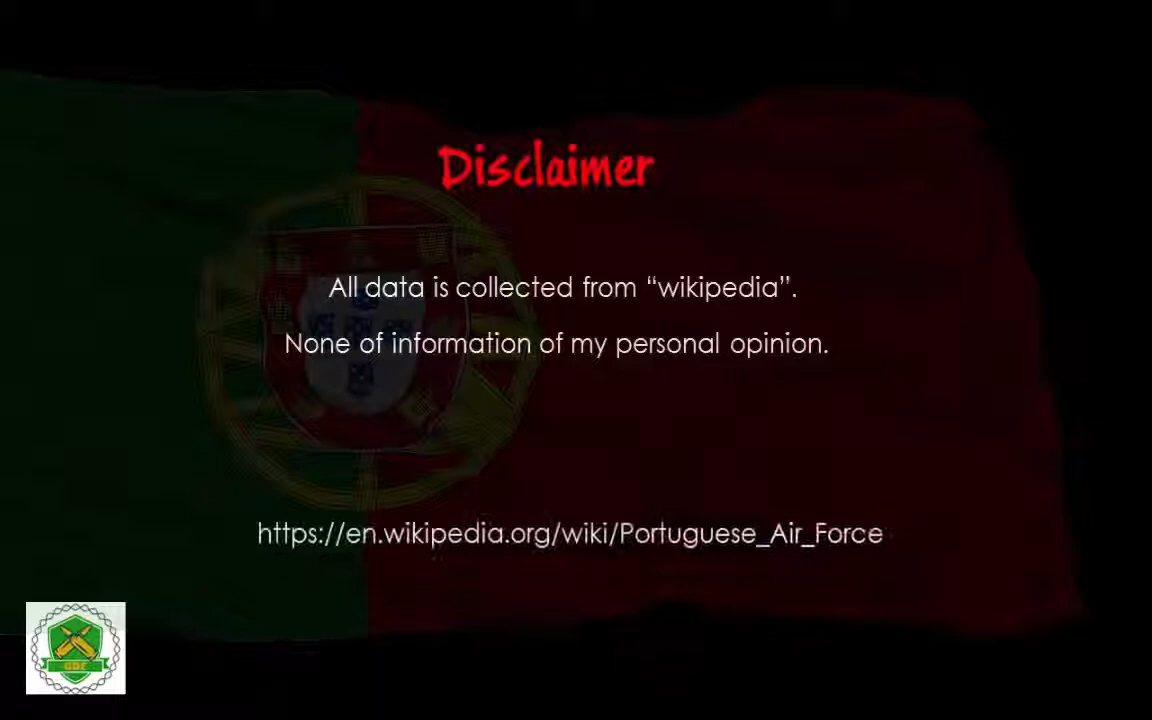 Disclaimer
All data is collected from “wikipedia”.
None of information of my personal opinion.
https://en.wikipedia.org/wiki/Portuguese_Air_Force